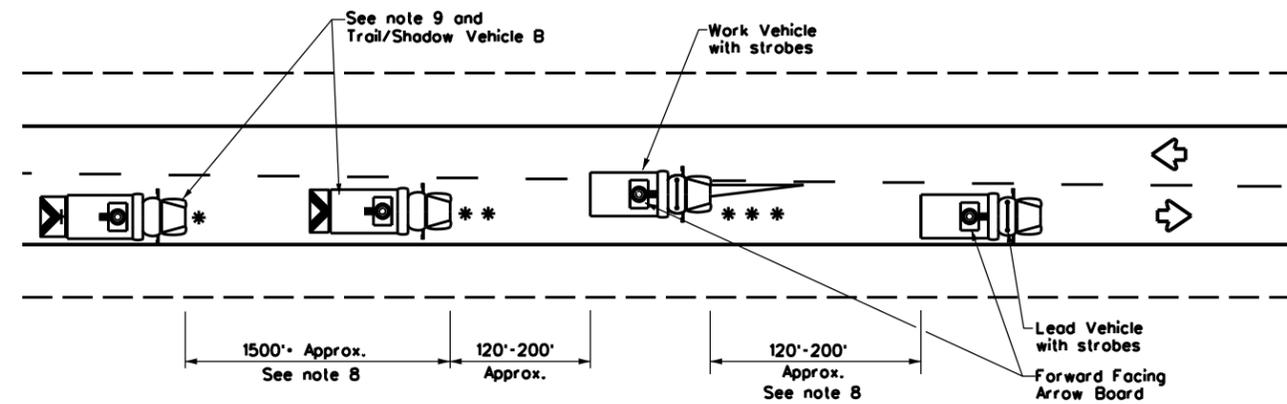 See note 9 and
Trail/Shadow Vehicle B
Work Vehicle
with strobes
*
* *
* * *
1500'• Approx.
See note 8
120'-200'
Approx.
120'-200'
Approx.
See note 8
Lead Vehicle
with strobes
Forward Facing
Arrow Board